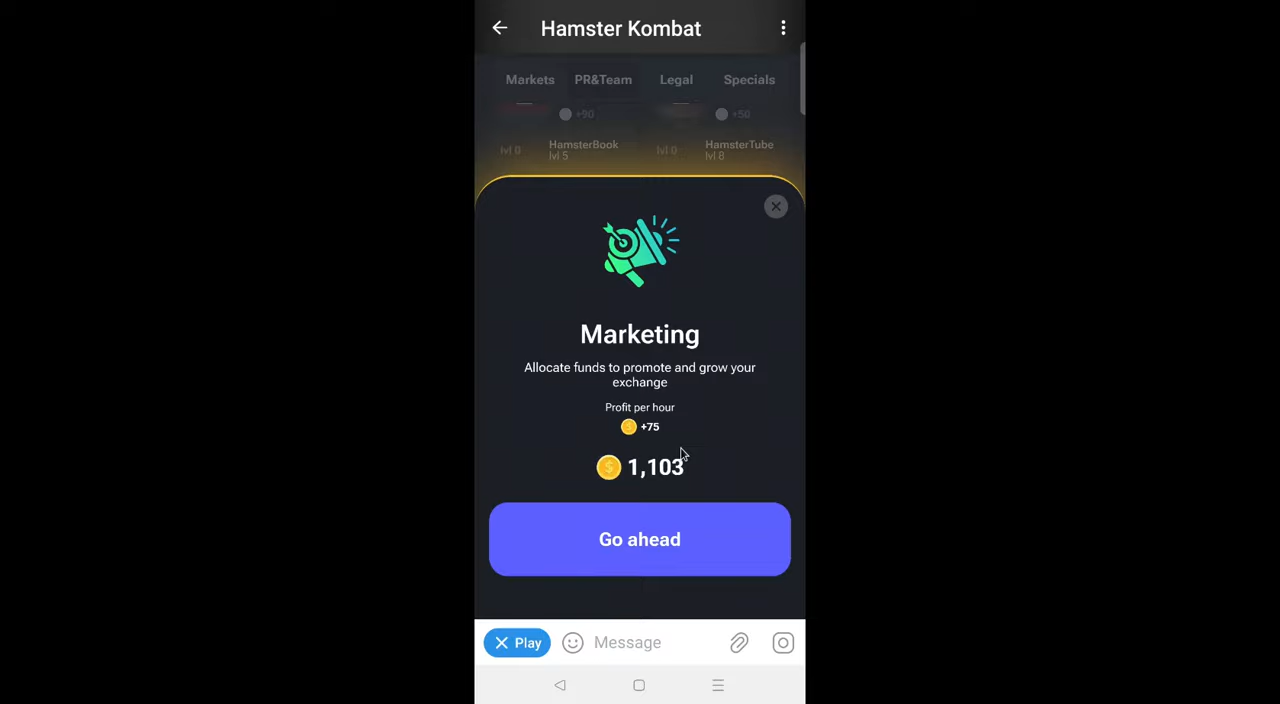 Hamster Kombat
Markets PR&Team Legal Specials
+90 +50
lvl 0 HamsterBook lvl 0 HamsterTube
lvl 5 lvl 8
Marketing
Allocate funds to promote and grow your
exchange
Profit per hour
+75
1,103
Go ahead
Play Message